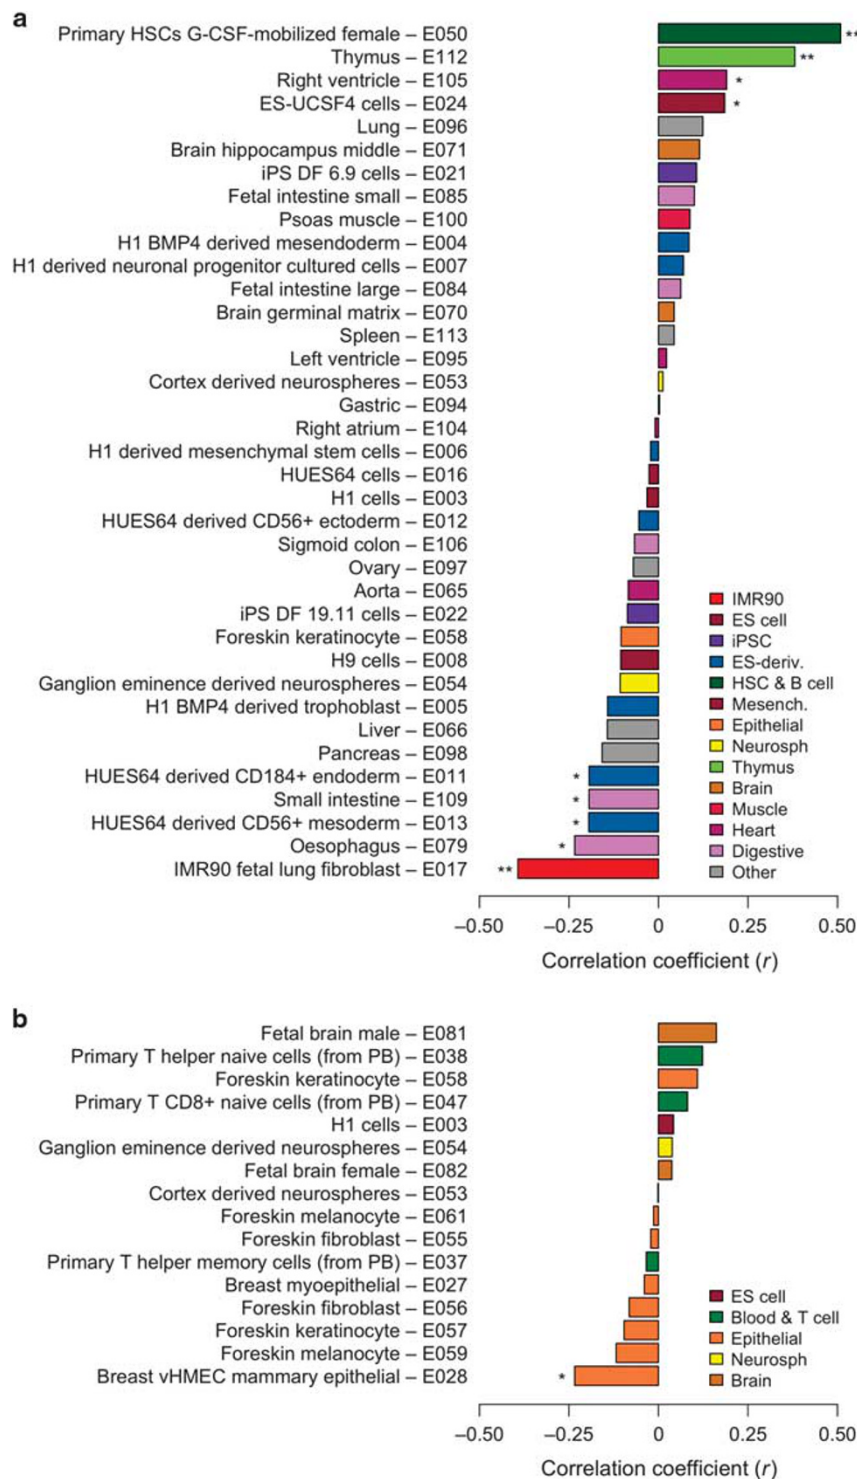 a
Primary HSCs G-CSF-mobilized female – E050
**
Thymus – E112
**
Right ventricle – E105
*
ES-UCSF4 cells – E024
*
Lung – E096
Brain hippocampus middle – E071
iPS DF 6.9 cells – E021
Fetal intestine small – E085
Psoas muscle – E100
H1 BMP4 derived mesendoderm – E004
H1 derived neuronal progenitor cultured cells – E007
Fetal intestine large – E084
Brain germinal matrix – E070
Spleen – E113
Left ventricle – E095
Cortex derived neurospheres – E053
Gastric – E094
Right atrium – E104
H1 derived mesenchymal stem cells – E006
HUES64 cells – E016
H1 cells – E003
HUES64 derived CD56+ ectoderm – E012
Sigmoid colon – E106
Ovary – E097
Aorta – E065
iPS DF 19.11 cells – E022
Foreskin keratinocyte – E058
H9 cells – E008
Ganglion eminence derived neurospheres – E054
H1 BMP4 derived trophoblast – E005
Liver – E066
Pancreas – E098
HUES64 derived CD184+ endoderm – E011
*
Small intestine – E109
*
HUES64 derived CD56+ mesoderm – E013
*
Oesophagus – E079
*
IMR90 fetal lung fibroblast – E017
**
IMR90
ES cell
iPSC
ES-deriv.
HSC & B cell
Mesench.
Epithelial
Neurosph
Thymus
Brain
Muscle
Heart
Digestive
Other
–0.50 –0.25 0 0.25 0.50
Correlation coefficient (r)
b
Fetal brain male – E081
Primary T helper naive cells (from PB) – E038
Foreskin keratinocyte – E058
Primary T CD8+ naive cells (from PB) – E047
H1 cells – E003
Ganglion eminence derived neurospheres – E054
Fetal brain female – E082
Cortex derived neurospheres – E053
Foreskin melanocyte – E061
Foreskin fibroblast – E055
Primary T helper memory cells (from PB) – E037
Breast myoepithelial – E027
Foreskin fibroblast – E056
Foreskin keratinocyte – E057
Foreskin melanocyte – E059
Breast vHMEC mammary epithelial – E028
*
ES cell
Blood & T cell
Epithelial
Neurosph
Brain
–0.50 –0.25 0 0.25 0.50
Correlation coefficient (r)